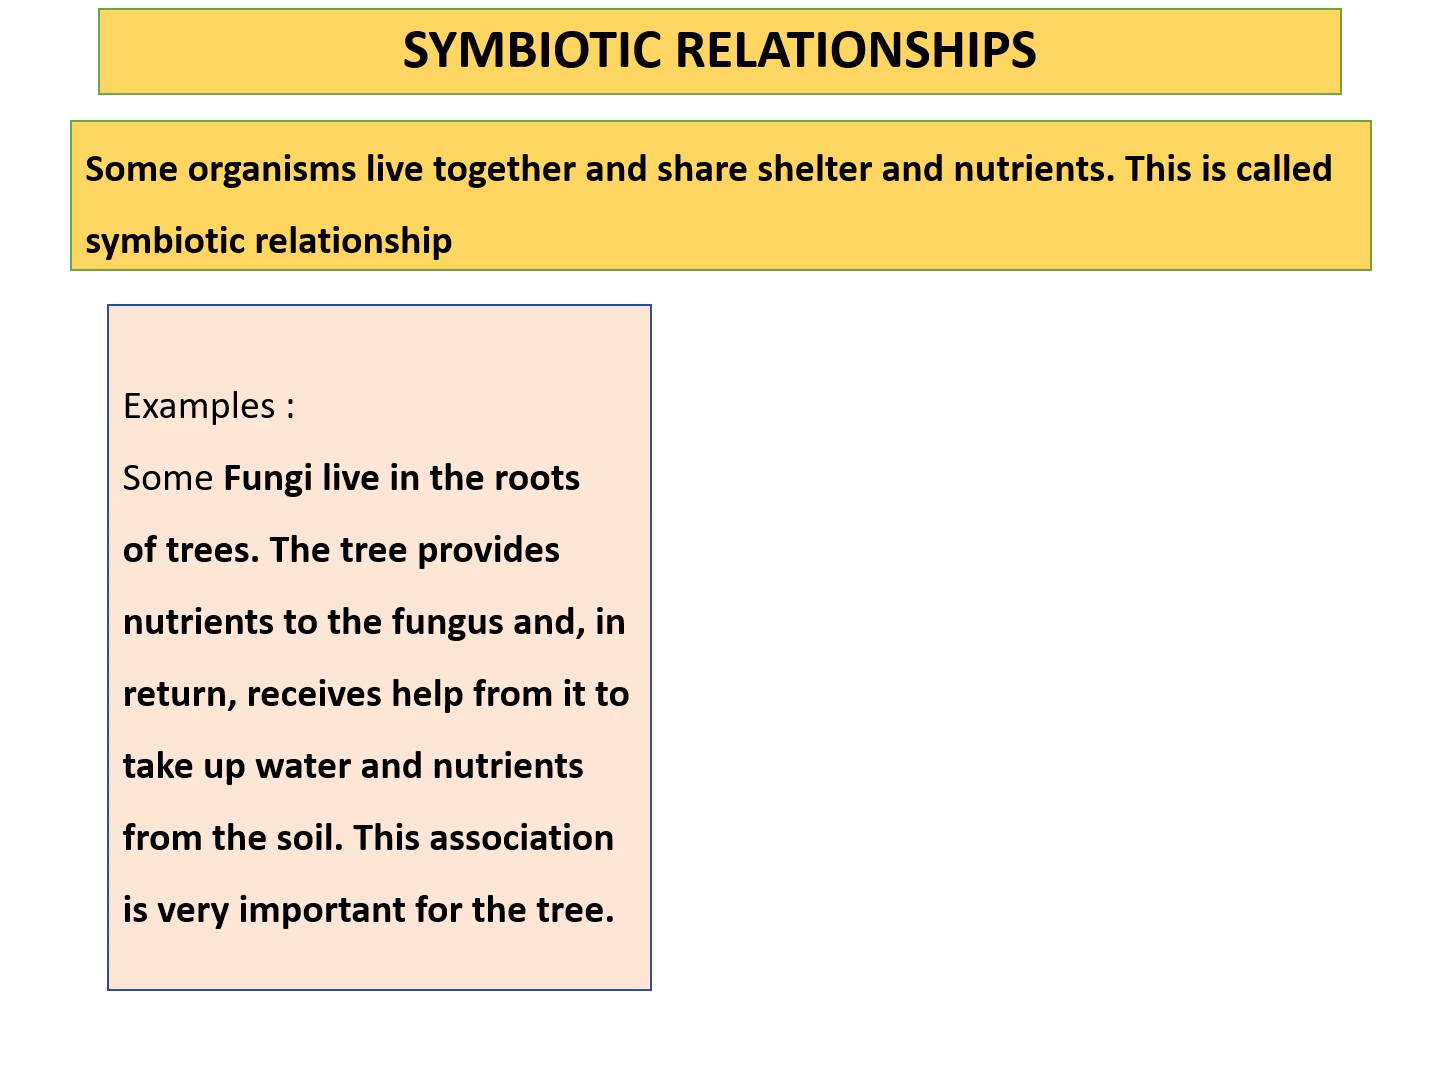 SYMBIOTIC RELATIONSHIPS
Some organisms live together and share shelter and nutrients. This is called
symbiotic relationship
Examples :
Some Fungi live in the roots
of trees. The tree provides
nutrients to the fungus and, in
return, receives help from it to
take up water and nutrients
from the soil. This association
is very important for the tree.